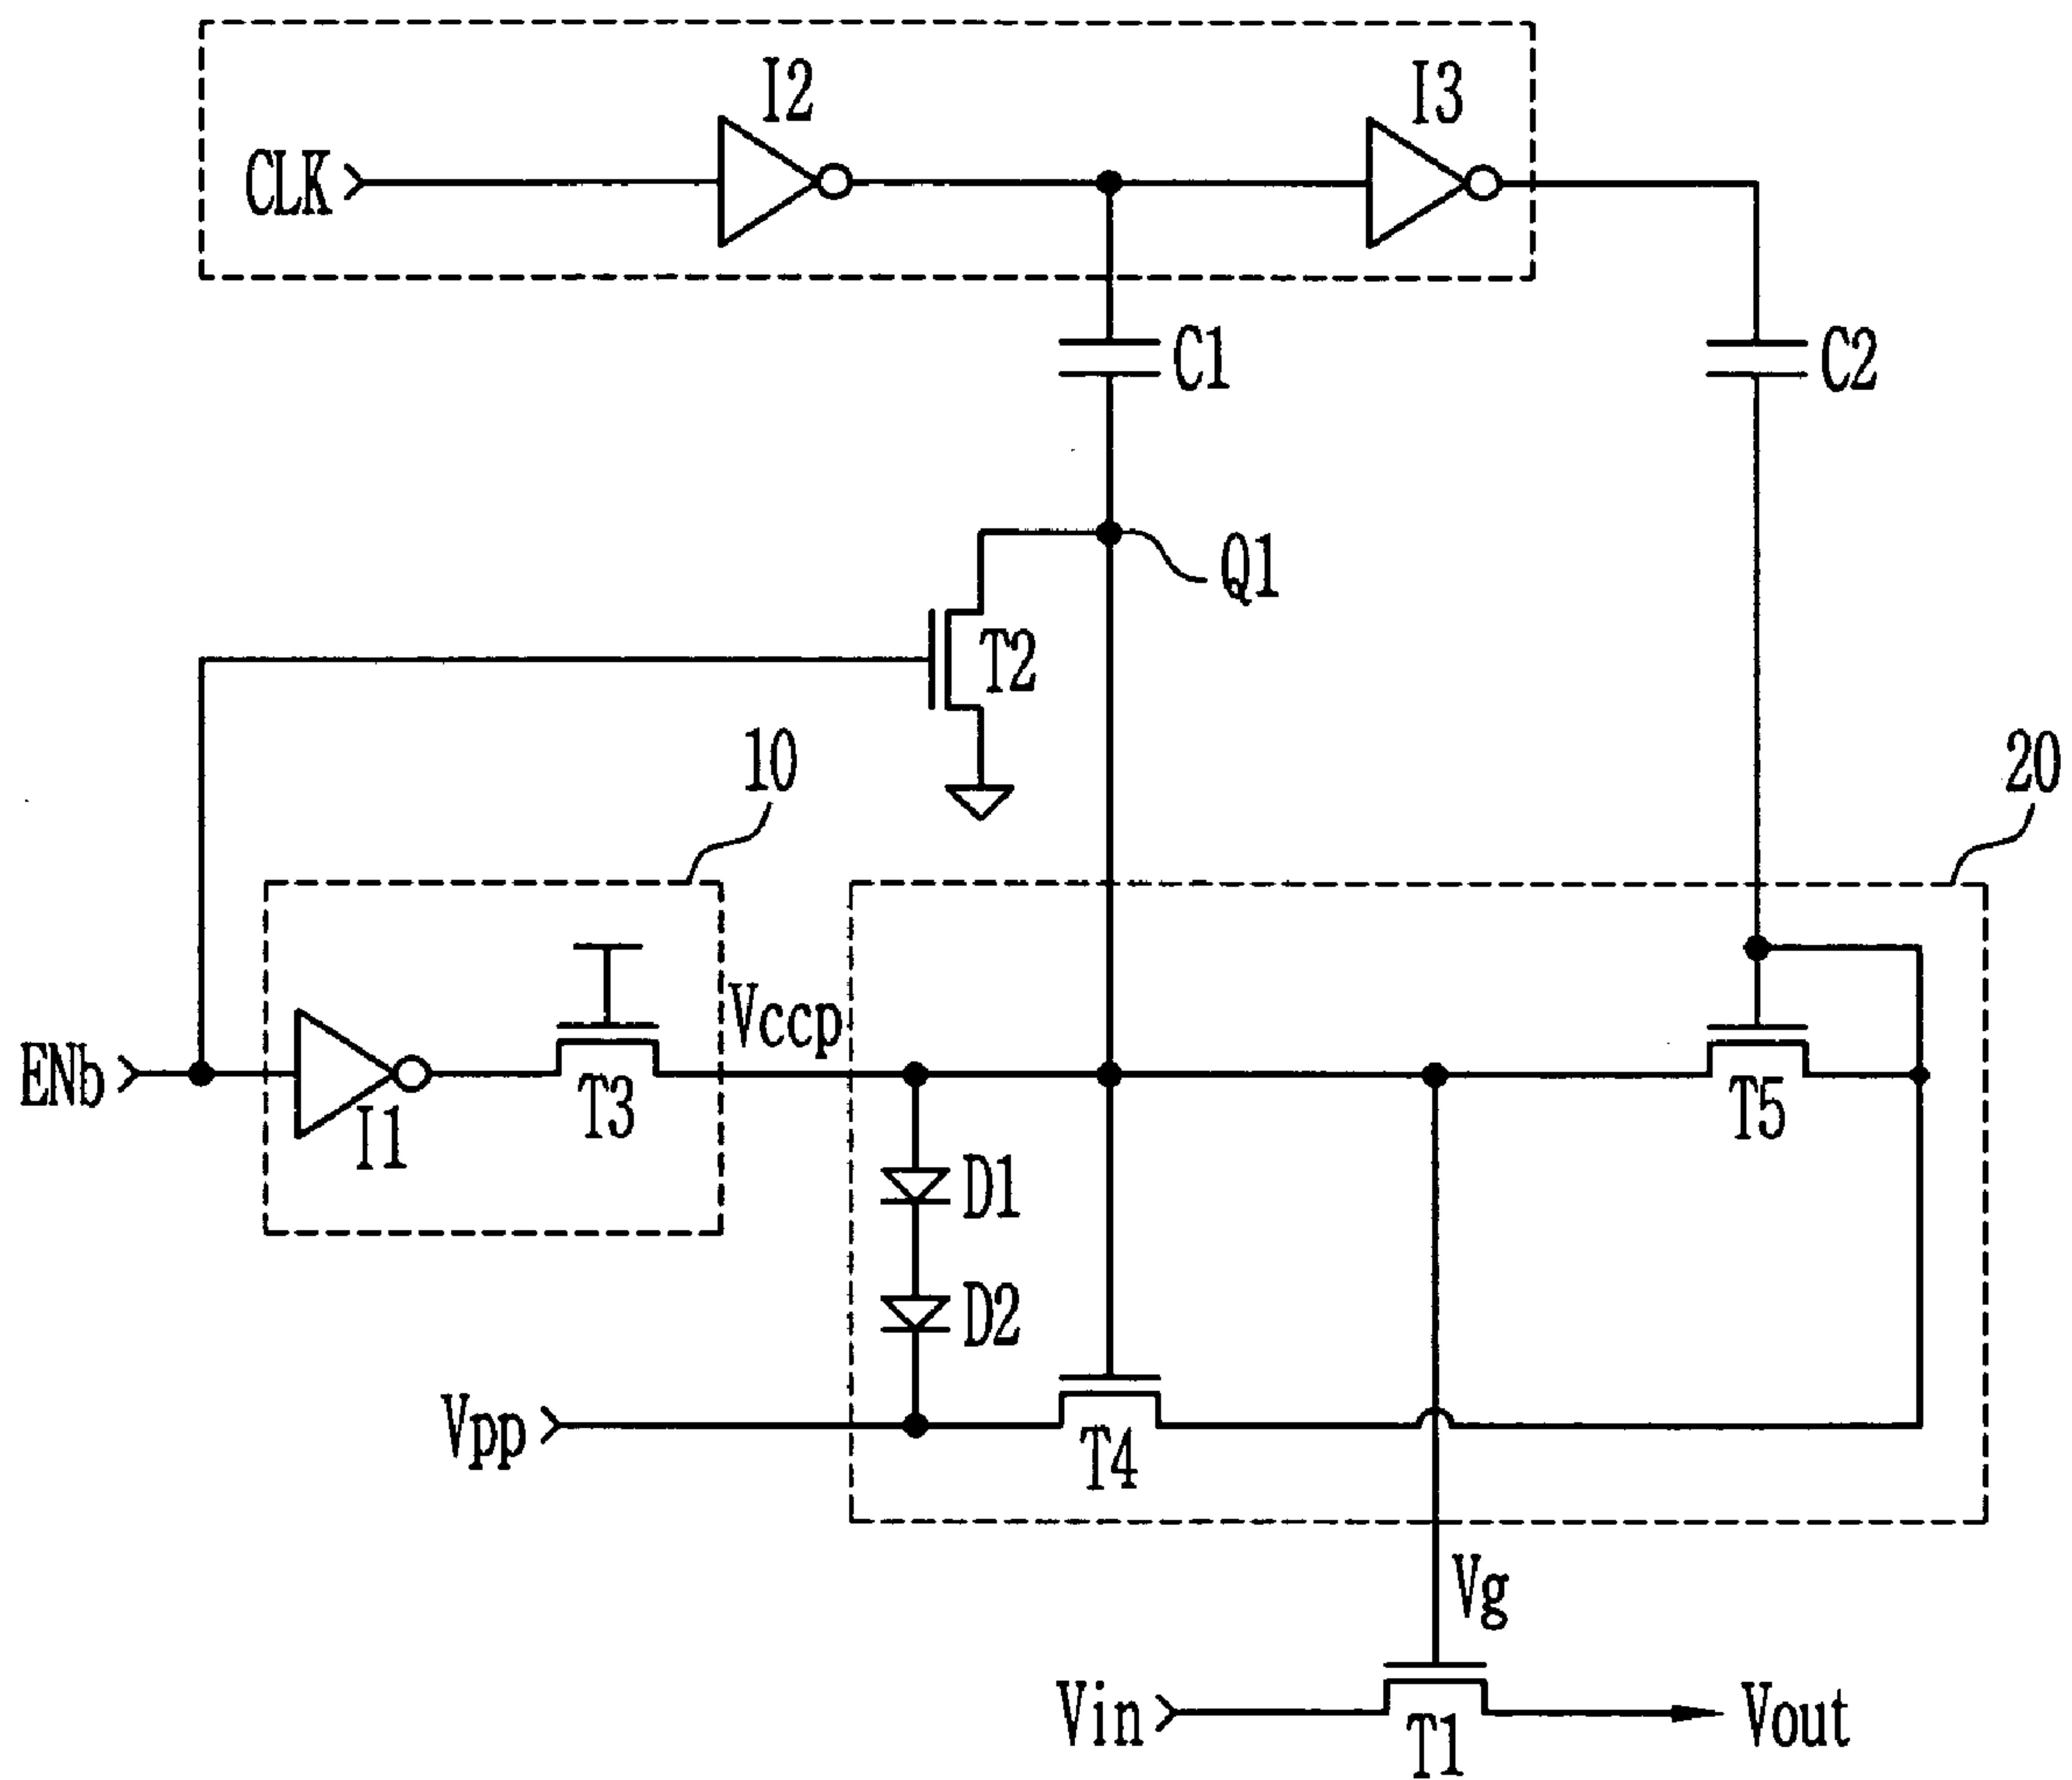 I2
I3
CLK
C1
C2
Q1
T2
10
20
Vccp
ENb
I1
T3
T5
D1
D2
Vpp
T4
Vg
Vin
T1
Vout